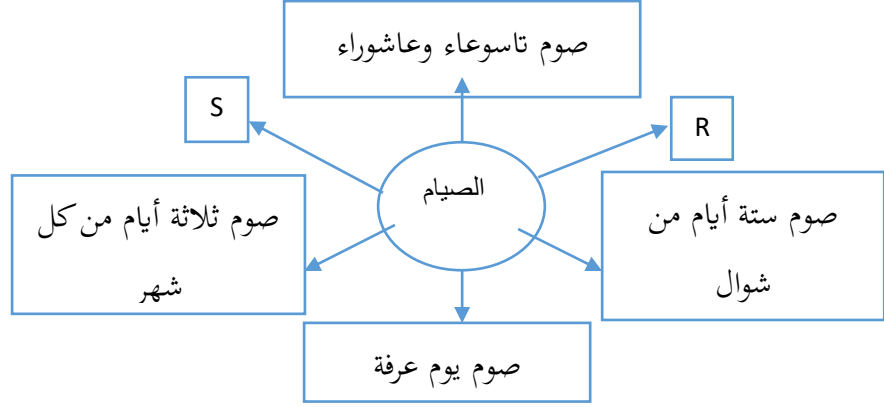 صوم تاسوعاء وعاشوراء
R
S
الصيام
صوم ستة أيام من
شوال
صوم ثلاثة أيام من كل
شهر
صوم يوم عرفة